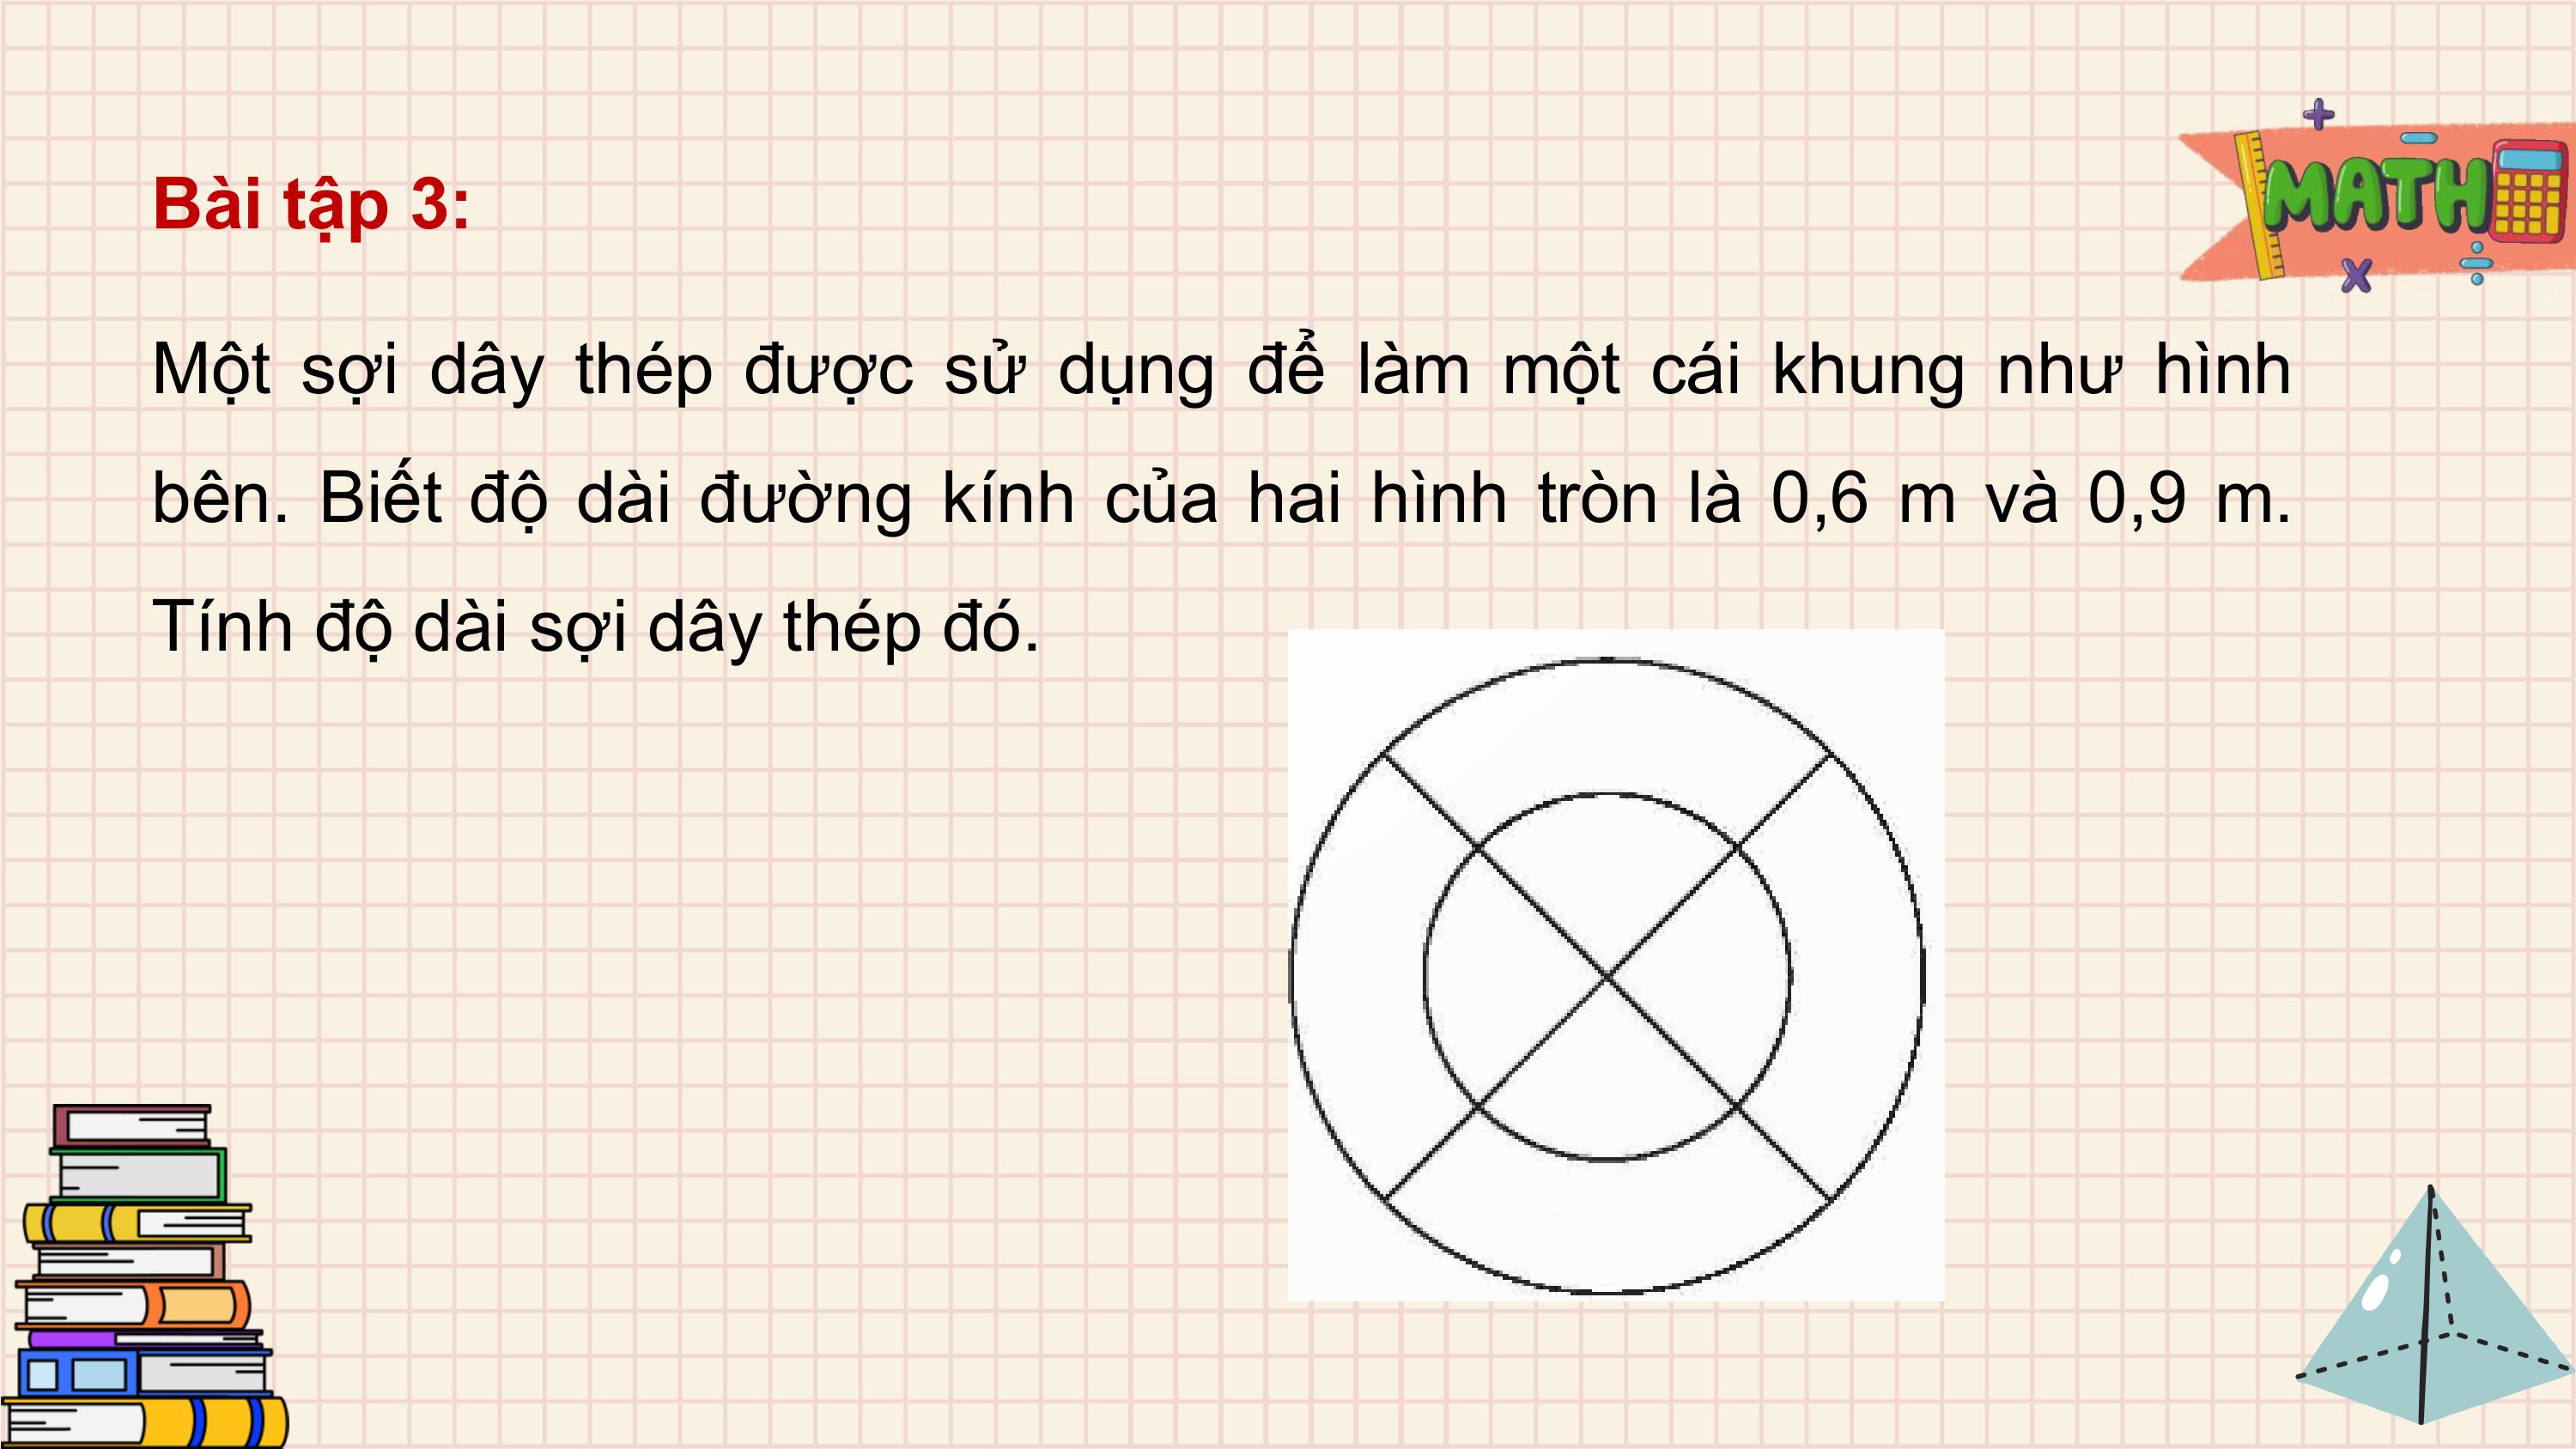 MATH
Bài tập 3:
Một sợi dây thép được sử dụng để làm một cái khung như hình
bên. Biết độ dài đường kính của hai hình tròn là 0,6 m và 0,9 m.
Tính độ dài sợi dây thép đó.